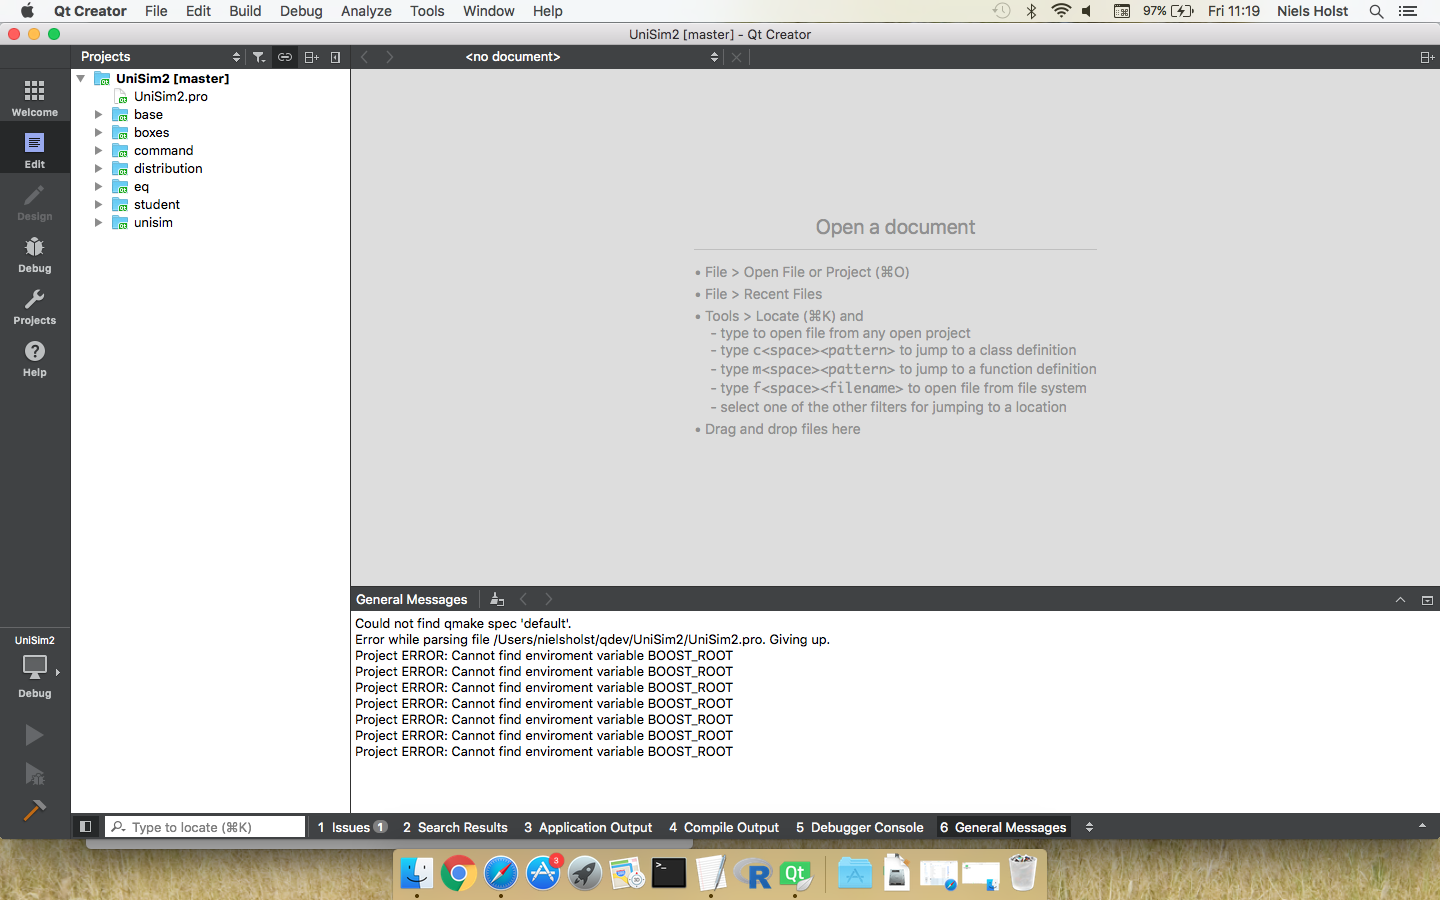 Qt Creator File Edit Build Debug Analyze Tools Window Help 97% Fri 11:19 Niels Holst
UniSim2 [master] - Qt Creator
Projects <no document>
UniSim2 [master]
UniSim2.pro
base
boxes
command
distribution
eq
student
unisim
Welcome
Edit
Design
Debug
Projects
Help
Open a document
• File > Open File or Project (⌘O)
• File > Recent Files
• Tools > Locate (⌘K) and
- type to open file from any open project
- type c<space><pattern> to jump to a class definition
- type m<space><pattern> to jump to a function definition
- type f<space><filename> to open file from file system
- select one of the other filters for jumping to a location
• Drag and drop files here
General Messages
Could not find qmake spec 'default'.
Error while parsing file /Users/nielsholst/qdev/UniSim2/UniSim2.pro. Giving up.
Project ERROR: Cannot find enviroment variable BOOST_ROOT
Project ERROR: Cannot find enviroment variable BOOST_ROOT
Project ERROR: Cannot find enviroment variable BOOST_ROOT
Project ERROR: Cannot find enviroment variable BOOST_ROOT
Project ERROR: Cannot find enviroment variable BOOST_ROOT
Project ERROR: Cannot find enviroment variable BOOST_ROOT
Project ERROR: Cannot find enviroment variable BOOST_ROOT
UniSim2
Debug
Type to locate (⌘K) 1 Issues 1 2 Search Results 3 Application Output 4 Compile Output 5 Debugger Console 6 General Messages
3
R
Qt